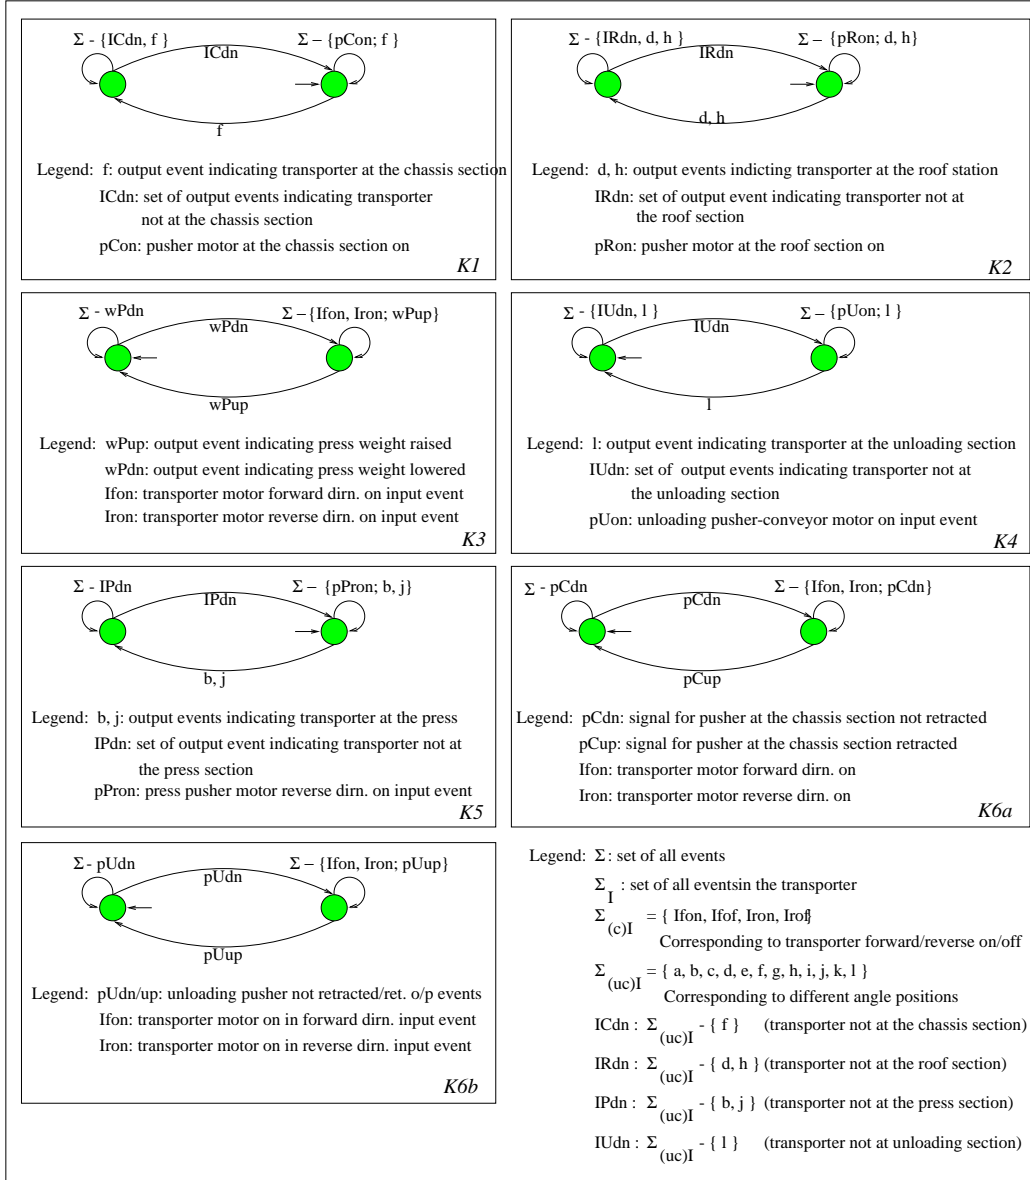 Σ - {ICdn, f }
Σ – {pCon; f }
ICdn
f
Legend: f: output event indicating transporter at the chassis section
ICdn: set of output events indicating transporter
not at the chassis section
pCon: pusher motor at the chassis section on
K1
Σ - {IRdn, d, h }
Σ – {pRon; d, h}
IRdn
d, h
Legend: d, h: output events indicting transporter at the roof station
IRdn: set of output event indicating transporter not at
the roof section
pRon: pusher motor at the roof section on
K2
Σ - wPdn
Σ – {Ifon, Iron; wPup}
wPdn
wPup
Legend: wPup: output event indicating press weight raised
wPdn: output event indicating press weight lowered
Ifon: transporter motor forward dirn. on input event
Iron: transporter motor reverse dirn. on input event
K3
Σ - {IUdn, l }
Σ – {pUon; l }
IUdn
l
Legend: l: output event indicating transporter at the unloading section
IUdn: set of output events indicating transporter not at
the unloading section
pUon: unloading pusher-conveyor motor on input event
K4
Σ - IPdn
Σ – {pPron; b, j}
IPdn
b, j
Legend: b, j: output events indicating transporter at the press
IPdn: set of output event indicating transporter not at
the press section
pPron: press pusher motor reverse dirn. on input event
K5
Σ - pCdn
Σ – {Ifon, Iron; pCdn}
pCdn
pCup
Legend: pCdn: signal for pusher at the chassis section not retracted
pCup: signal for pusher at the chassis section retracted
Ifon: transporter motor forward dirn. on
Iron: transporter motor reverse dirn. on
K6a
Σ - pUdn
Σ – {Ifon, Iron; pUup}
pUdn
pUup
Legend: pUdn/up: unloading pusher not retracted/ret. o/p events
Ifon: transporter motor on in forward dirn. input event
Iron: transporter motor on in reverse dirn. input event
K6b
Legend: Σ : set of all events
Σ I : set of all eventsin the transporter
Σ (c)I = { Ifon, Ifof, Iron, Irof}
Corresponding to transporter forward/reverse on/off
Σ (uc)I = { a, b, c, d, e, f, g, h, i, j, k, l }
Corresponding to different angle positions
ICdn : Σ (uc)I - { f } (transporter not at the chassis section)
IRdn : Σ (uc)I - { d, h } (transporter not at the roof section)
IPdn : Σ (uc)I - { b, j } (transporter not at the press section)
IUdn : Σ (uc)I - { l } (transporter not at unloading section)